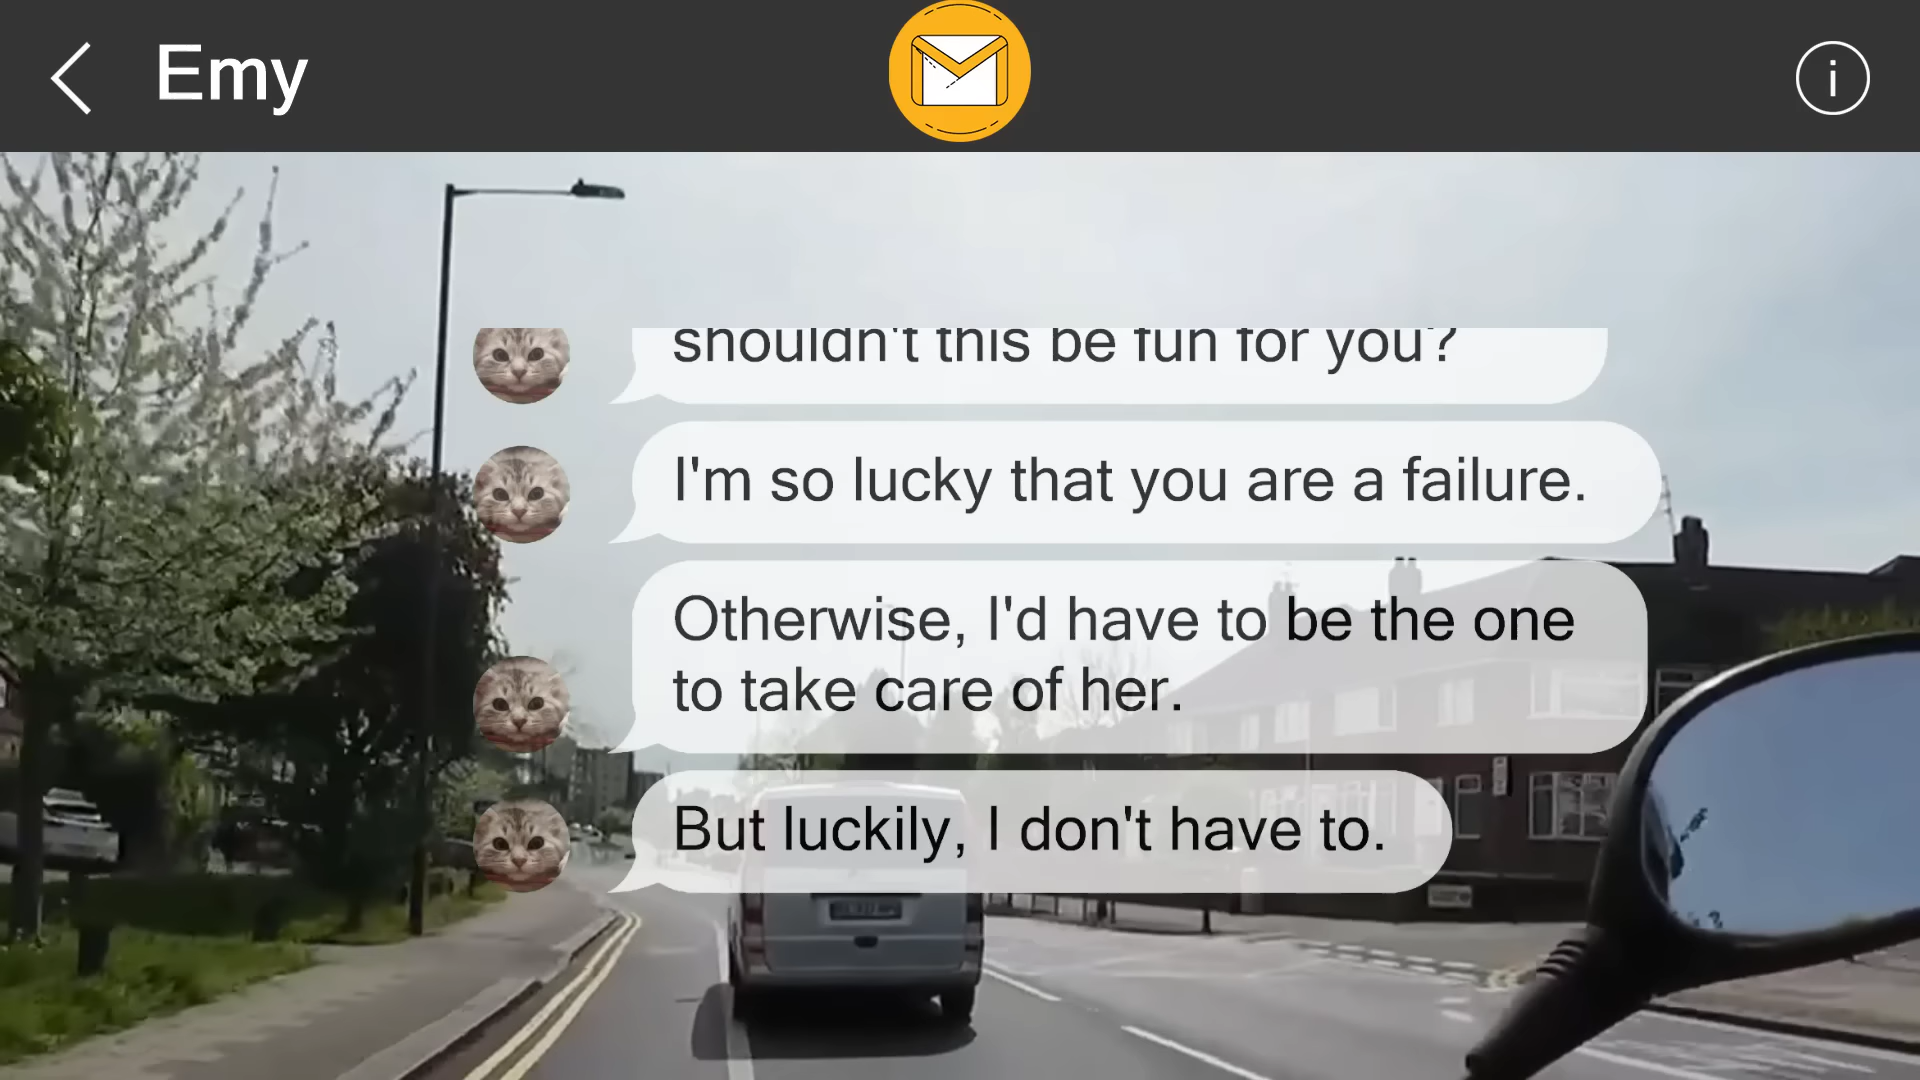 Emy
i
shouldn't this be fun for you?
I'm so lucky that you are a failure.
Otherwise, I'd have to be the one
to take care of her.
But luckily, I don't have to.